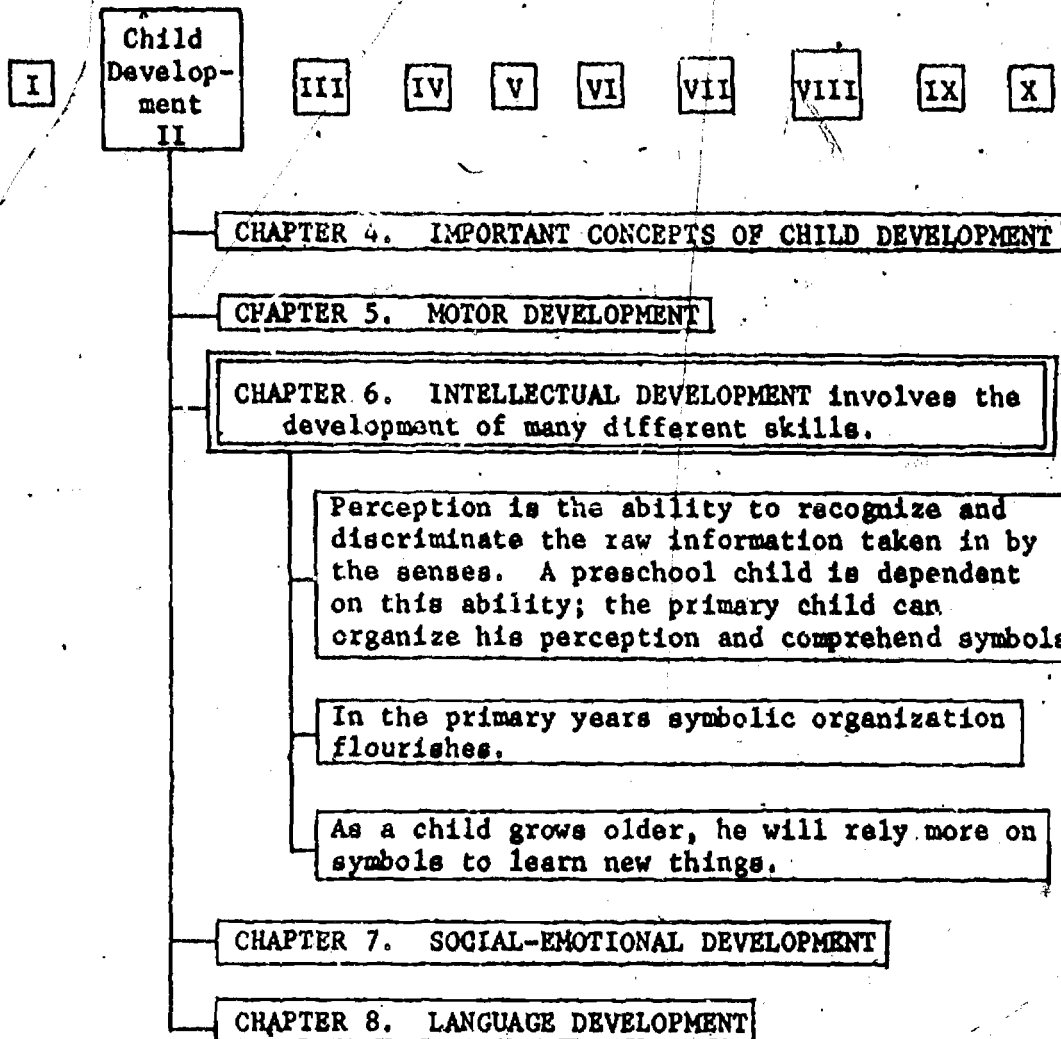 Child
Develop-
ment
II
I
III
IV
V
VI
VII
VIII
IX
X
CHAPTER 4. IMPORTANT CONCEPTS OF CHILD DEVELOPMENT
CHAPTER 5. MOTOR DEVELOPMENT
CHAPTER 6. INTELLECTUAL DEVELOPMENT involves the
development of many different skills.
Perception is the ability to recognize and
discriminate the raw information taken in by
the senses. A preschool child is dependent
on this ability; the primary child can
organize his perception and comprehend symbols
In the primary years symbolic organization
flourishes.
As a child grows older, he will rely more on
symbols to learn new things.
CHAPTER 7. SOCIAL-EMOTIONAL DEVELOPMENT
CHAPTER 8. LANGUAGE DEVELOPMENT